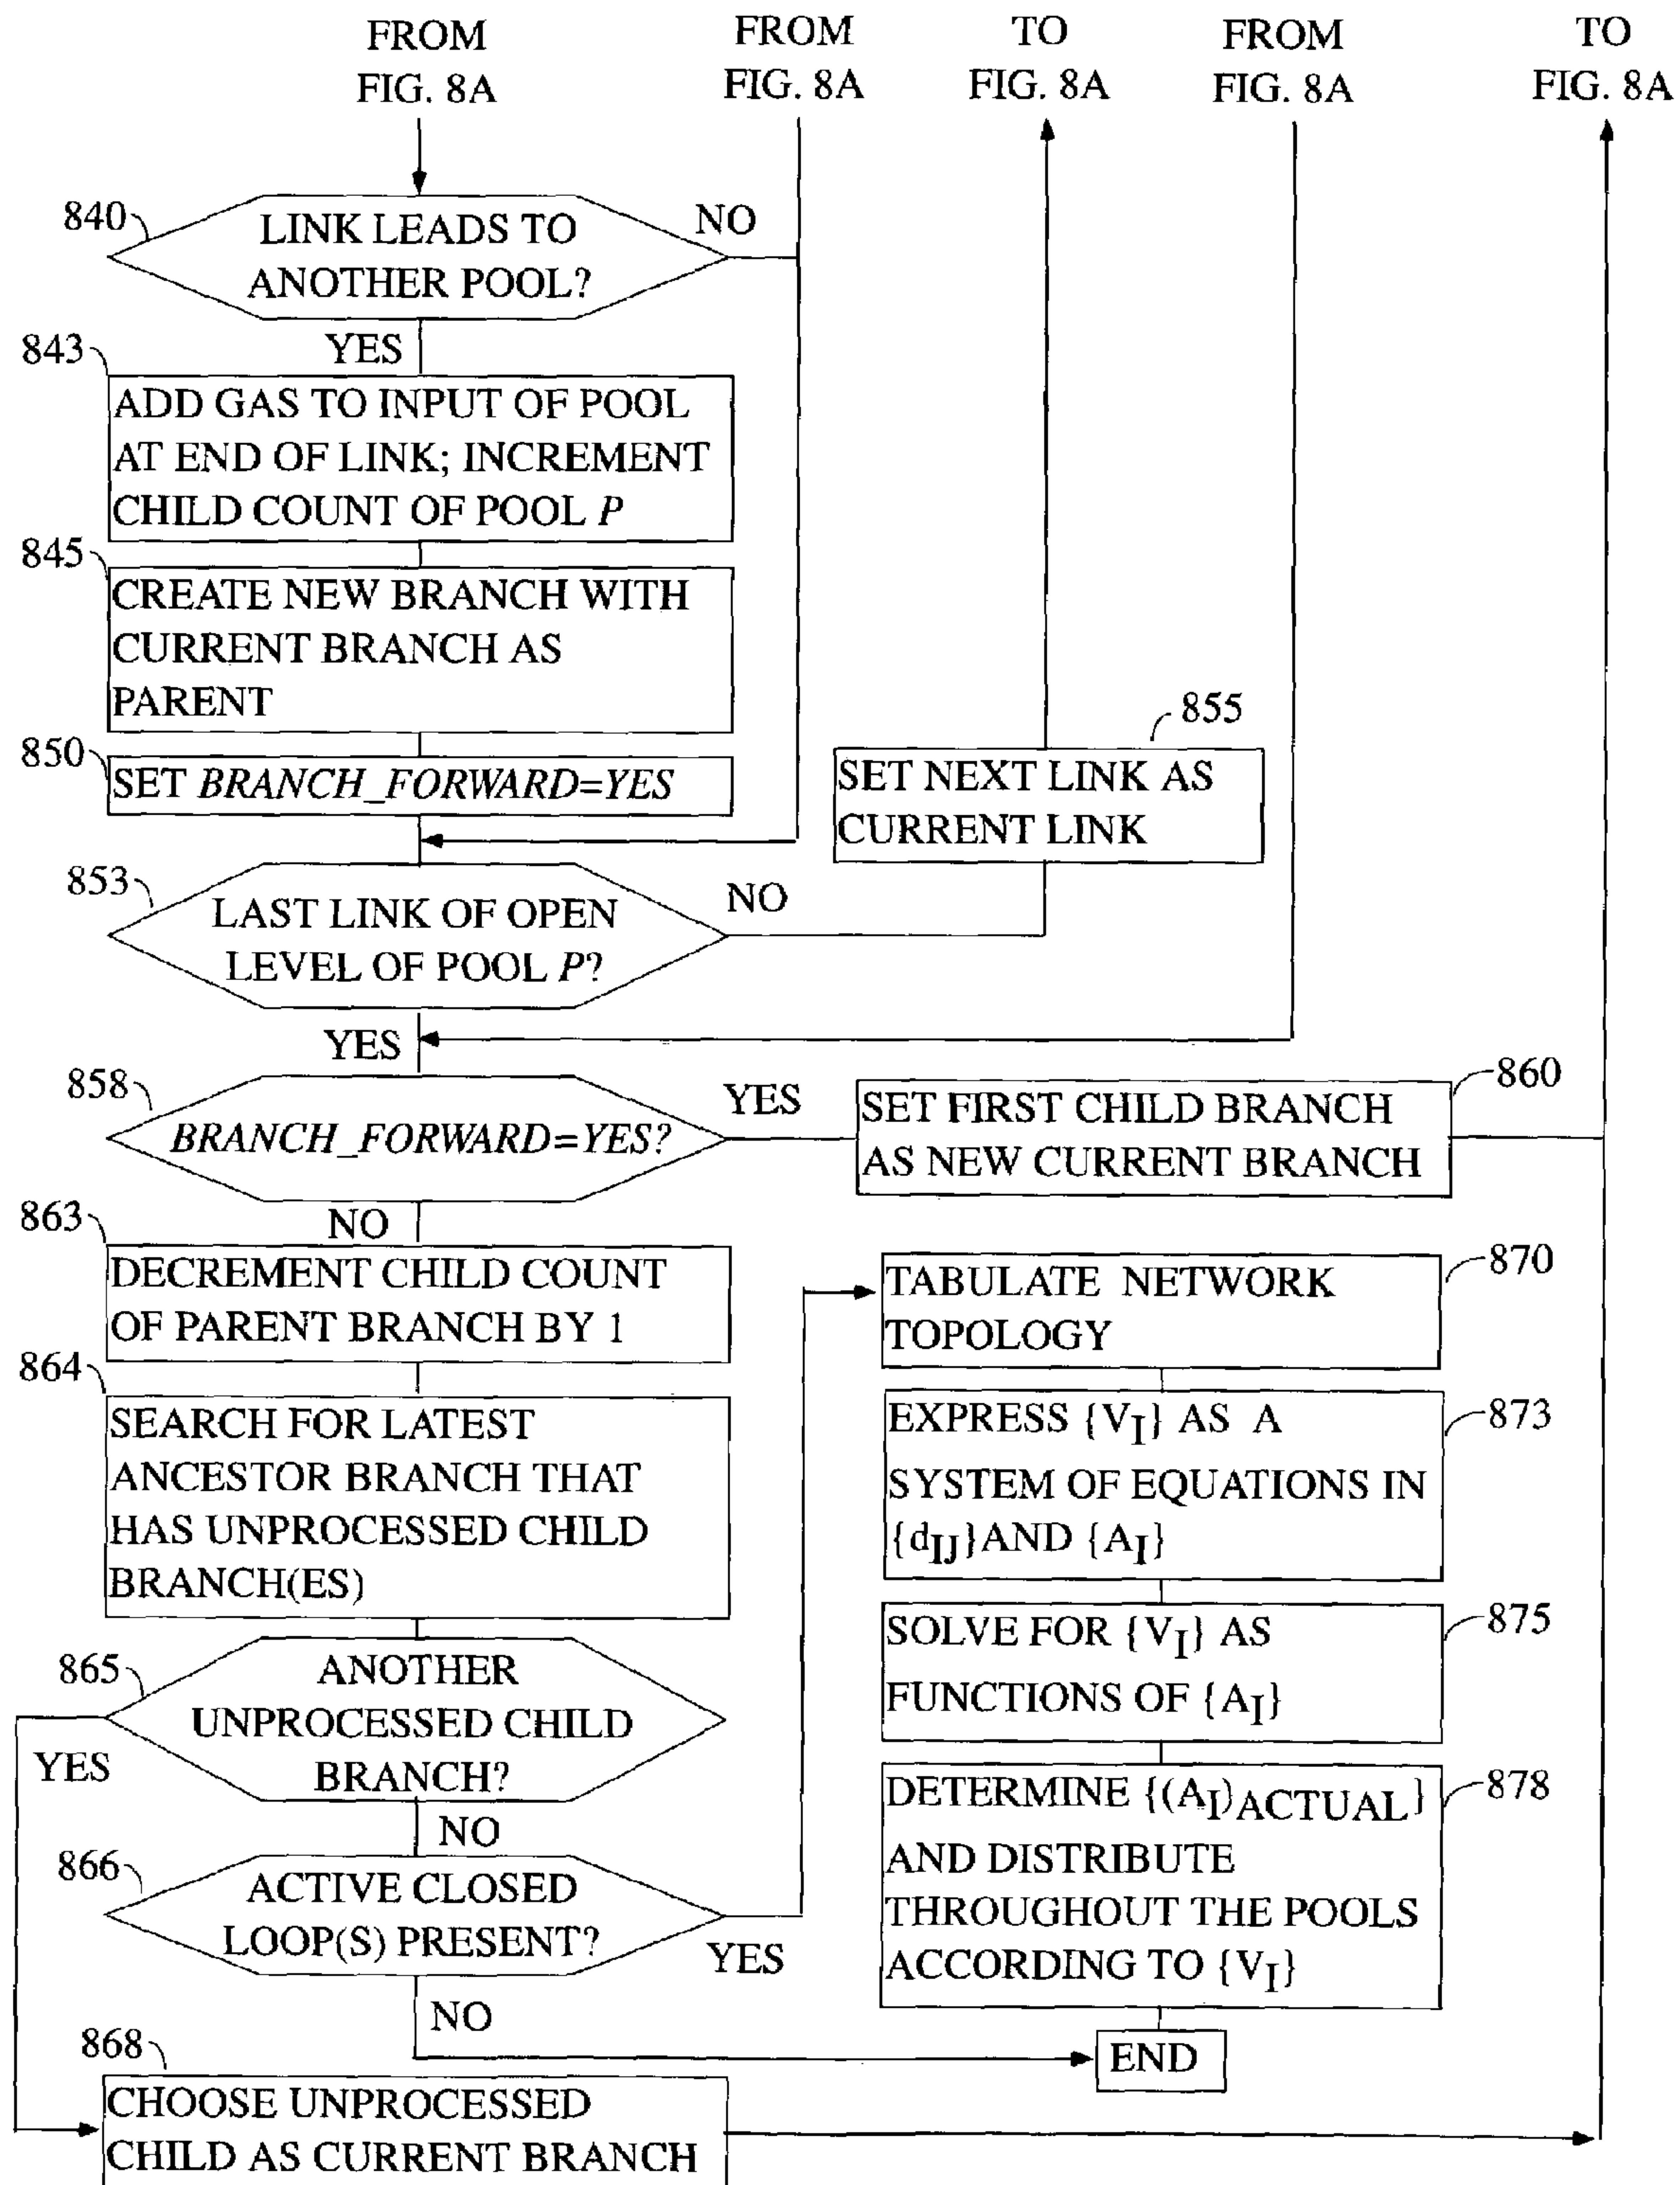 FROM
FIG. 8A
FROM
FIG. 8A
TO
FIG. 8A
FROM
FIG. 8A
TO
FIG. 8A
840
LINK LEADS TO
ANOTHER POOL?
NO
YES
843
ADD GAS TO INPUT OF POOL
AT END OF LINK; INCREMENT
CHILD COUNT OF POOL P
845
CREATE NEW BRANCH WITH
CURRENT BRANCH AS
PARENT
850
SET BRANCH_FORWARD=YES
855
SET NEXT LINK AS
CURRENT LINK
853
LAST LINK OF OPEN
LEVEL OF POOL P?
NO
YES
858
BRANCH_FORWARD=YES?
YES
860
SET FIRST CHILD BRANCH
AS NEW CURRENT BRANCH
NO
863
DECREMENT CHILD COUNT
OF PARENT BRANCH BY 1
864
SEARCH FOR LATEST
ANCESTOR BRANCH THAT
HAS UNPROCESSED CHILD
BRANCH(ES)
865
ANOTHER
UNPROCESSED CHILD
BRANCH?
YES
NO
866
ACTIVE CLOSED
LOOP(S) PRESENT?
YES
NO
868
CHOOSE UNPROCESSED
CHILD AS CURRENT BRANCH
870
TABULATE NETWORK
TOPOLOGY
873
EXPRESS {VI} AS A
SYSTEM OF EQUATIONS IN
{dIJ}AND {AI}
875
SOLVE FOR {VI} AS
FUNCTIONS OF {AI}
878
DETERMINE {(AI)ACTUAL}
AND DISTRIBUTE
THROUGHOUT THE POOLS
ACCORDING TO {VI}
END